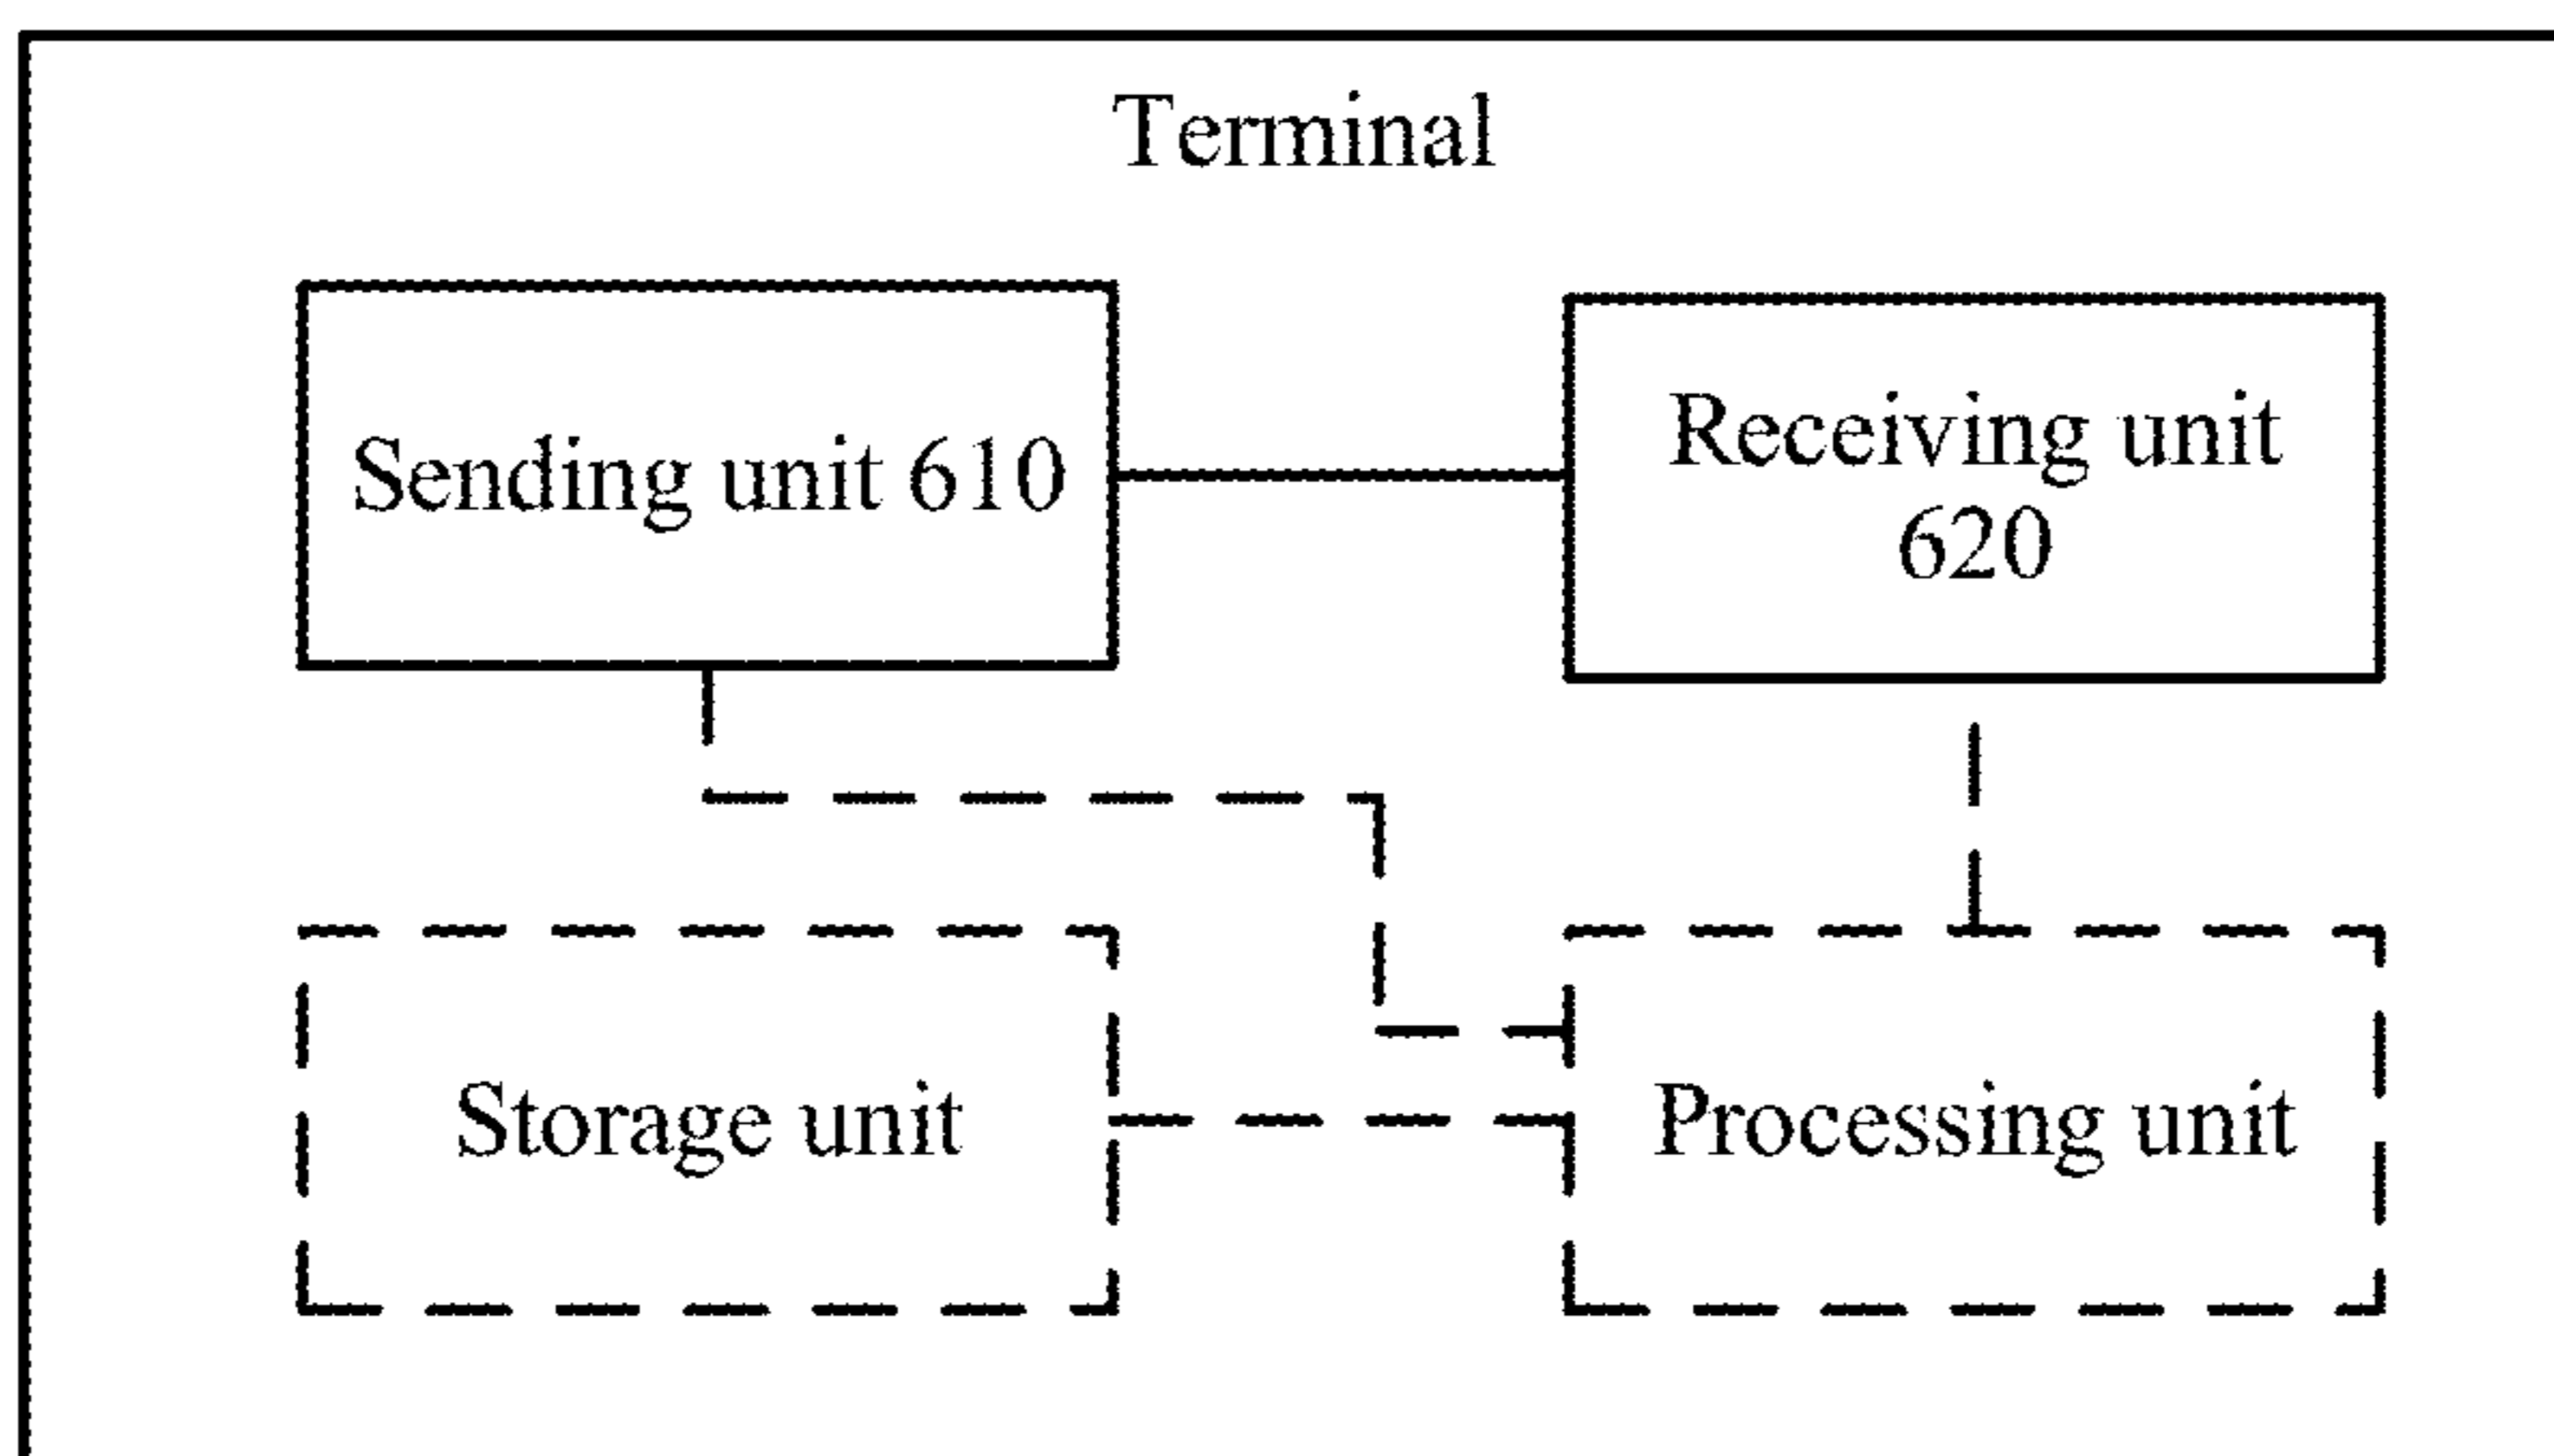 Terminal
Sending unit 610
Receiving unit
620
Storage unit
Processing unit